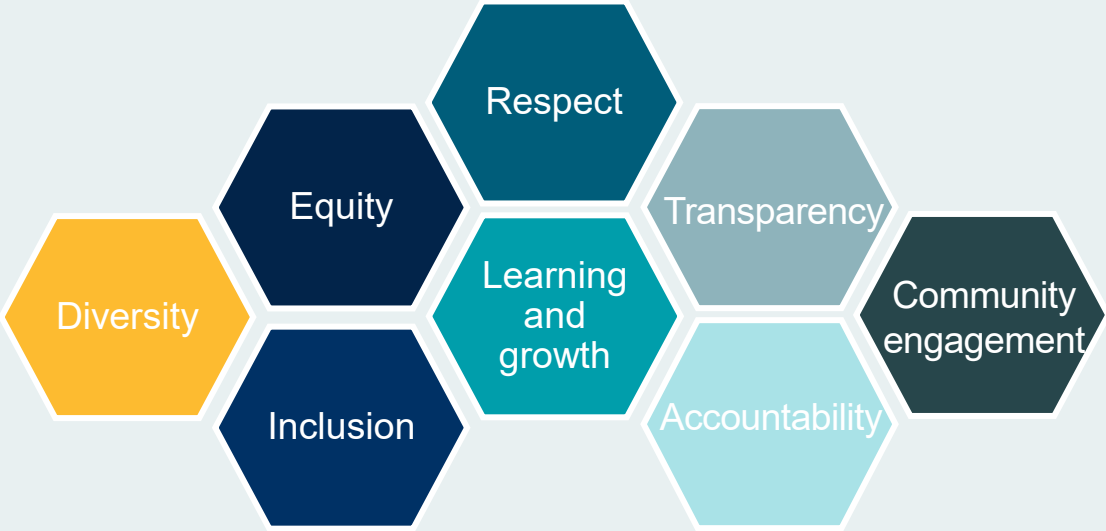 Respect
Equity
Transparency
Diversity
Learning
and
growth
Community
engagement
Inclusion
Accountability